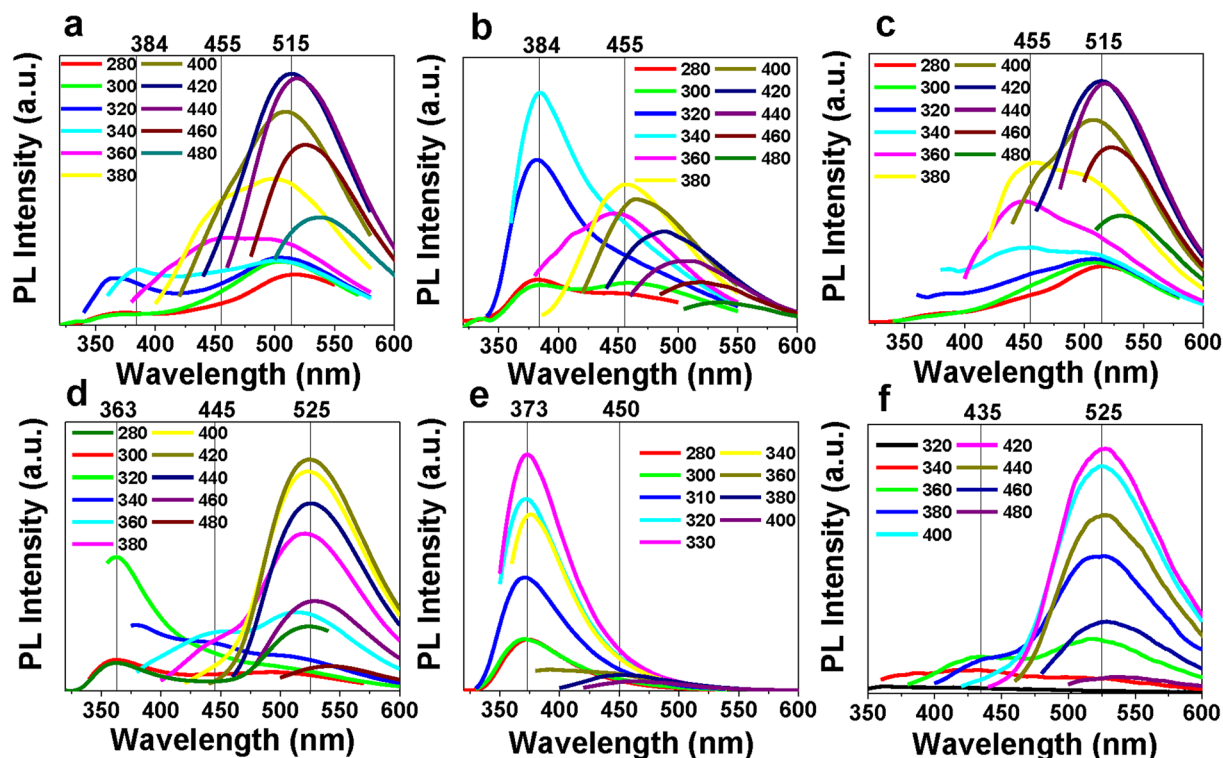 a
384 455 515
280 400
300 420
320 440
340 460
360 480
380
PL Intensity (a.u.)
350 400 450 500 550 600
Wavelength (nm)
b
384 455
280 400
300 420
320 440
340 460
360 480
380
PL Intensity (a.u.)
350 400 450 500 550 600
Wavelength (nm)
c
455 515
280 400
300 420
320 440
340 460
360 480
380
PL Intensity (a.u.)
350 400 450 500 550 600
Wavelength (nm)
d
363 445 525
280 400
300 420
320 440
340 460
360 480
380
PL Intensity (a.u.)
350 400 450 500 550 600
Wavelength (nm)
e
373 450
280 340
300 360
310 380
320 400
330
PL Intensity (a.u.)
350 400 450 500 550 600
Wavelength (nm)
f
435 525
320 420
340 440
360 460
380 480
400
PL Intensity (a.u.)
350 400 450 500 550 600
Wavelength (nm)